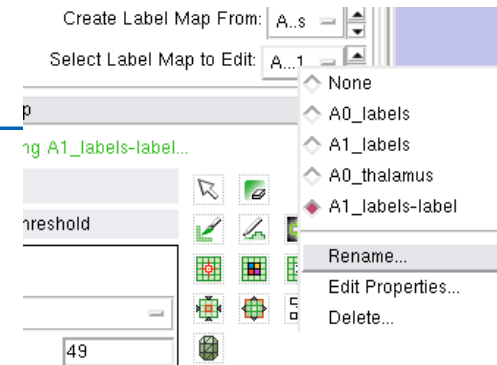 Create Label Map From: A..s
Select Label Map to Edit: A...1
None
p
A0_labels
ng A1_labels-label...
A1_labels
A0_thalamus
A1_labels-label
hreshold
Rename...
Edit Properties...
Delete...
49